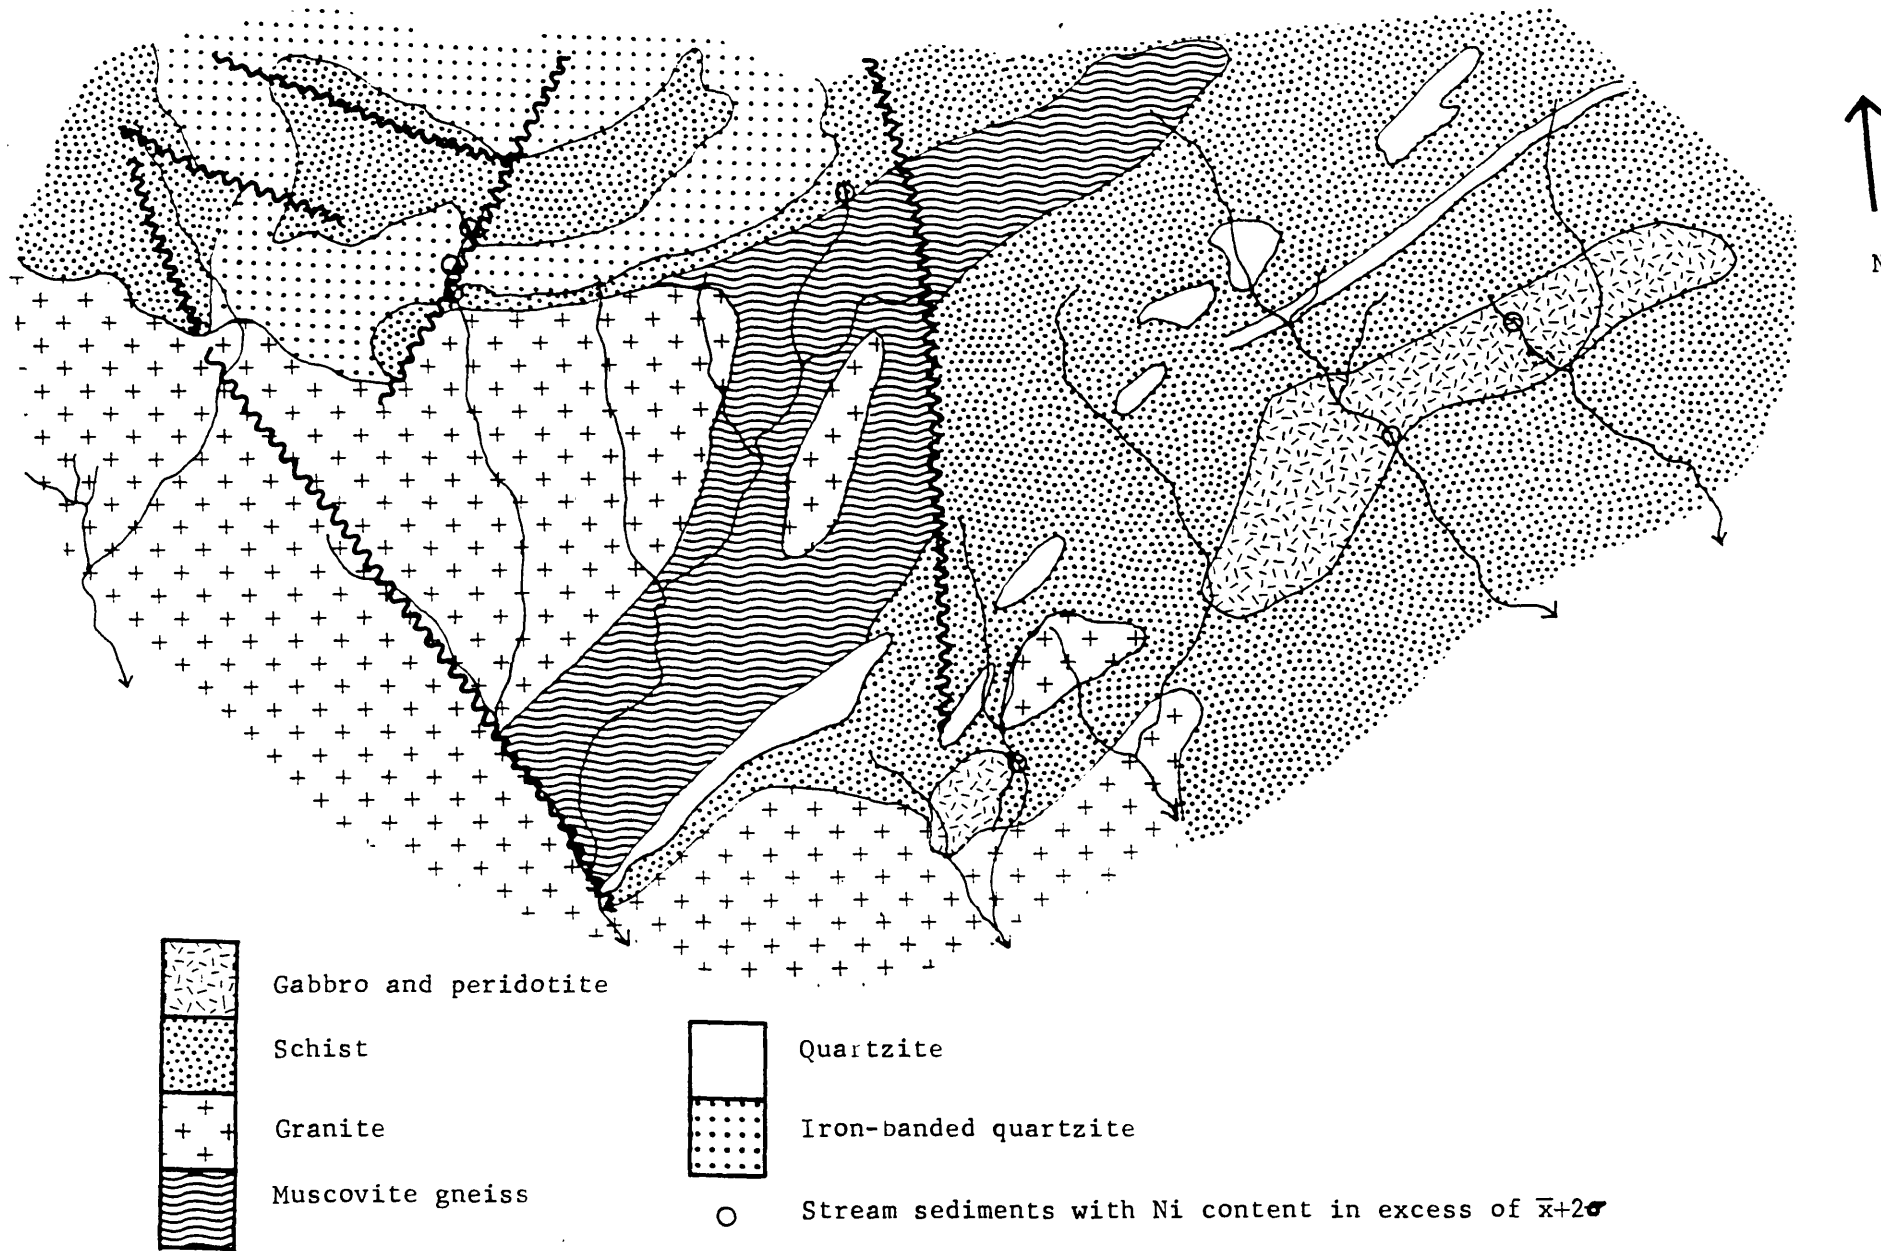 N
Gabbro and peridotite
Schist
Granite
Muscovite gneiss
Quartzite
Iron-banded quartzite
Stream sediments with Ni content in excess of x̅+2σ